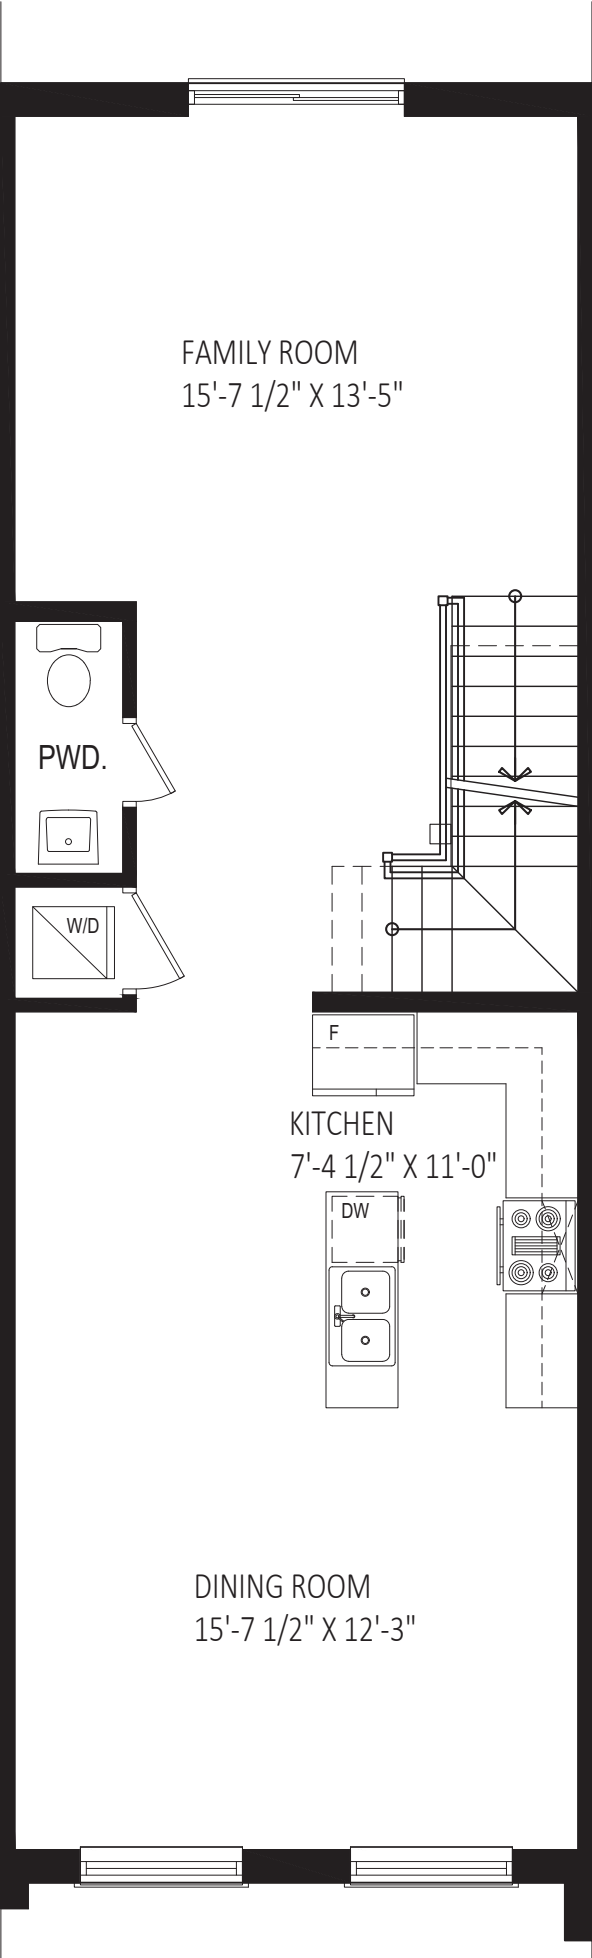 FAMILY ROOM
15'-7 1/2" X 13'-5"
PWD.
W/D
F
KITCHEN
7'-4 1/2" X 11'-0"
DW
DINING ROOM
15'-7 1/2" X 12'-3"